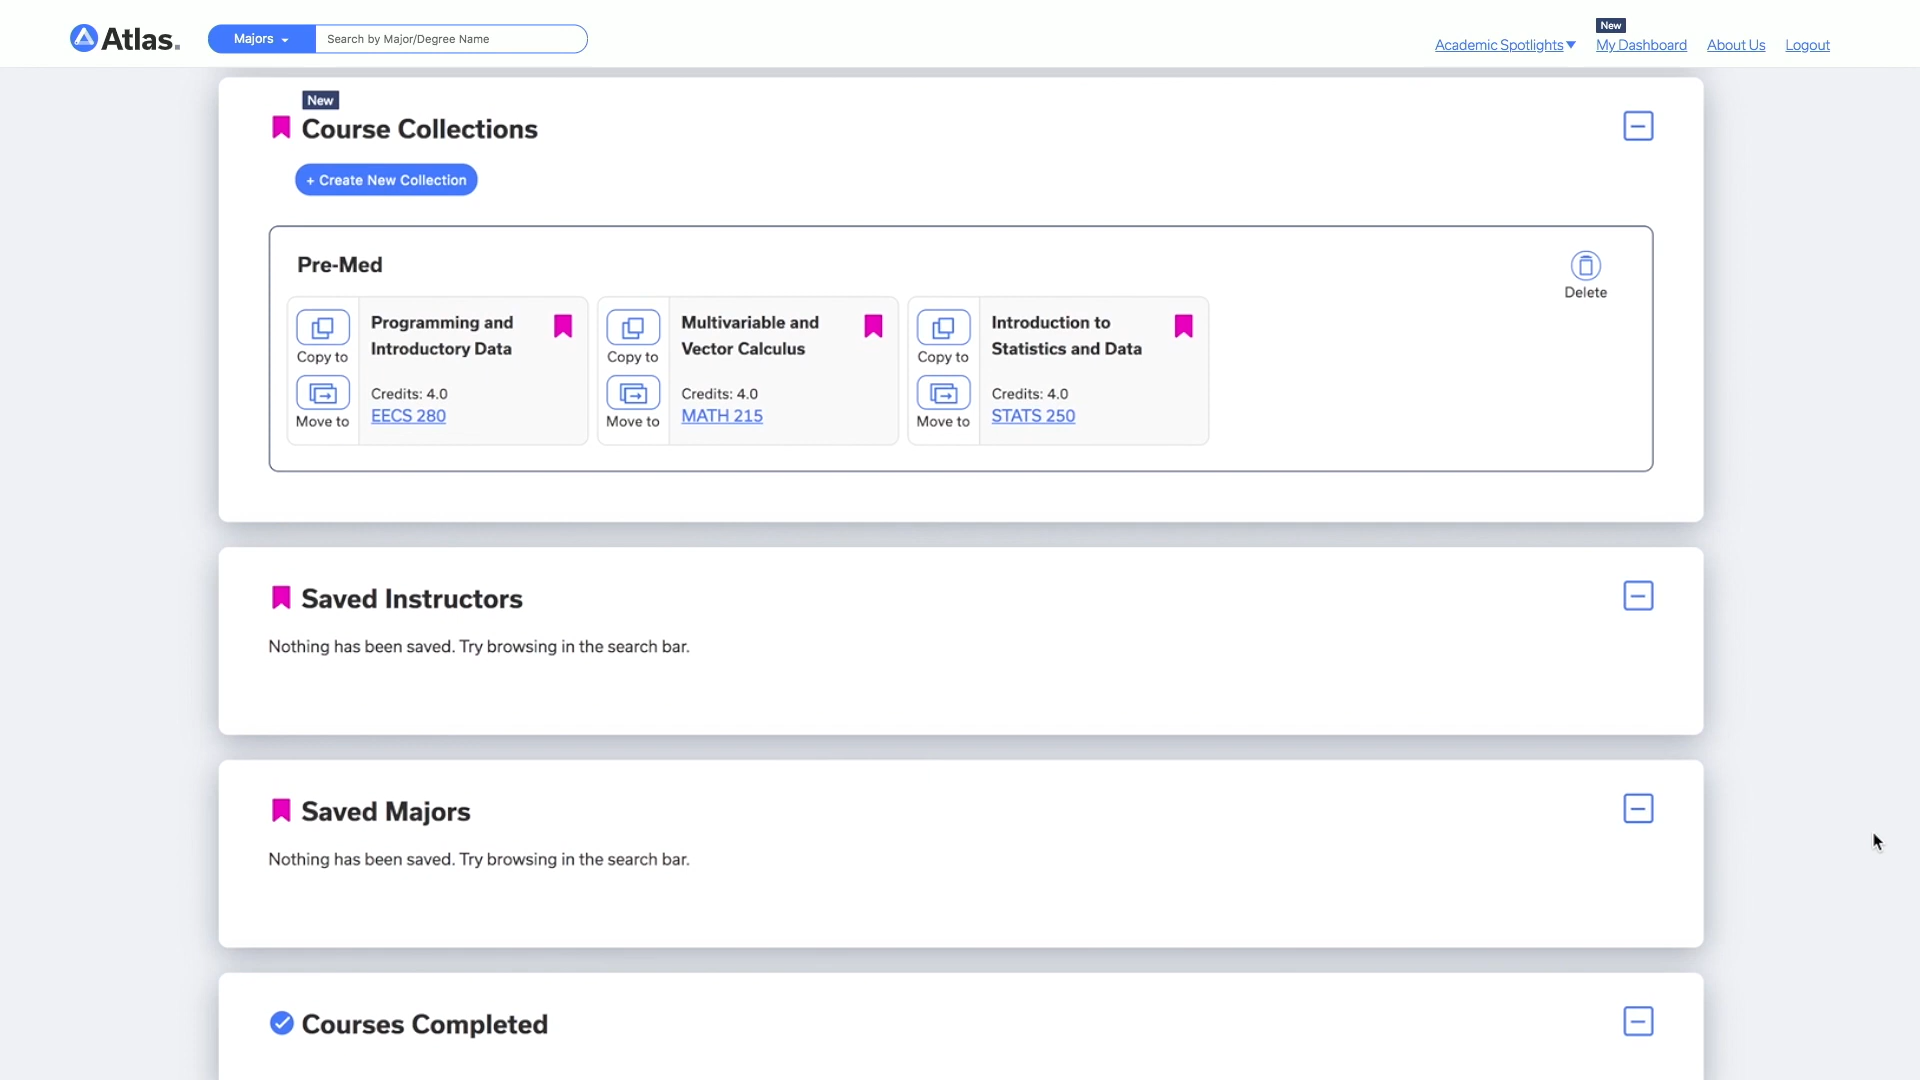 Atlas.
Majors
Search by Major/Degree Name
Academic Spotlights
New
My Dashboard
About Us
Logout
New
Course Collections
+ Create New Collection
Pre-Med
Delete
Copy to
Move to
Programming and
Introductory Data
Credits: 4.0
EECS 280
Copy to
Move to
Multivariable and
Vector Calculus
Credits: 4.0
MATH 215
Copy to
Move to
Introduction to
Statistics and Data
Credits: 4.0
STATS 250
Saved Instructors
Nothing has been saved. Try browsing in the search bar.
Saved Majors
Nothing has been saved. Try browsing in the search bar.
Courses Completed